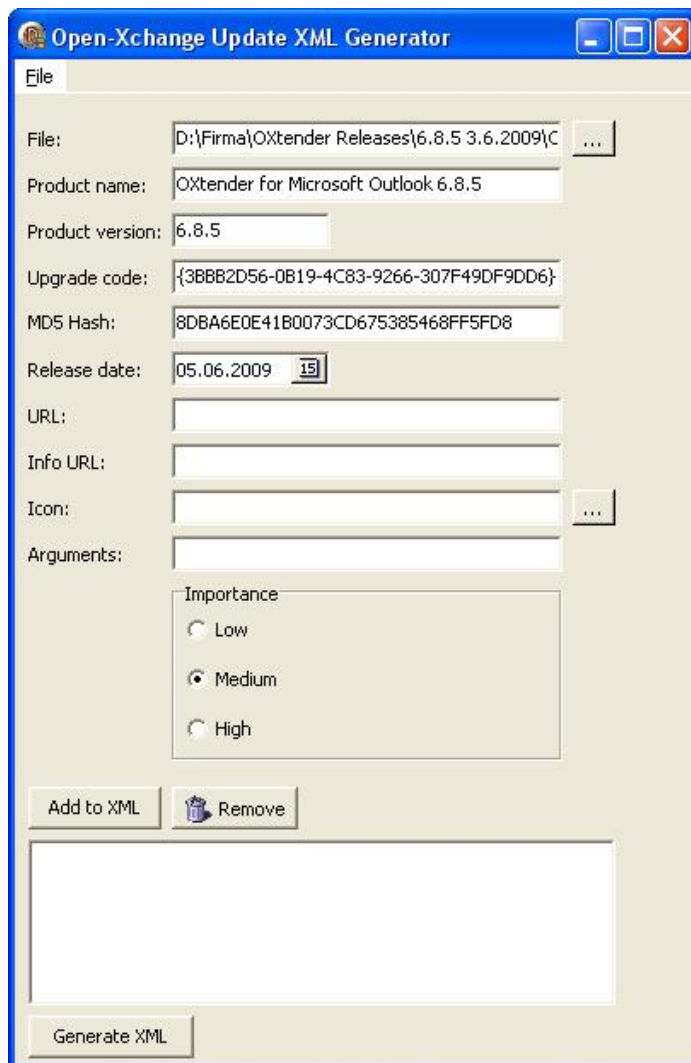 Open-Xchange Update XML Generator
File
File: D:\Firma\OXtender Releases\6.8.5 3.6.2009\C ...
Product name: OXtender for Microsoft Outlook 6.8.5
Product version: 6.8.5
Upgrade code: {3BBB2D56-0B19-4C83-9266-307F49DF9DD6}
MD5 Hash: 8DBA6E0E41B0073CD675385468FF5FD8
Release date: 05.06.2009 15
URL:
Info URL:
Icon: ...
Arguments:
Importance
Low
Medium
High
Add to XML Remove
Generate XML